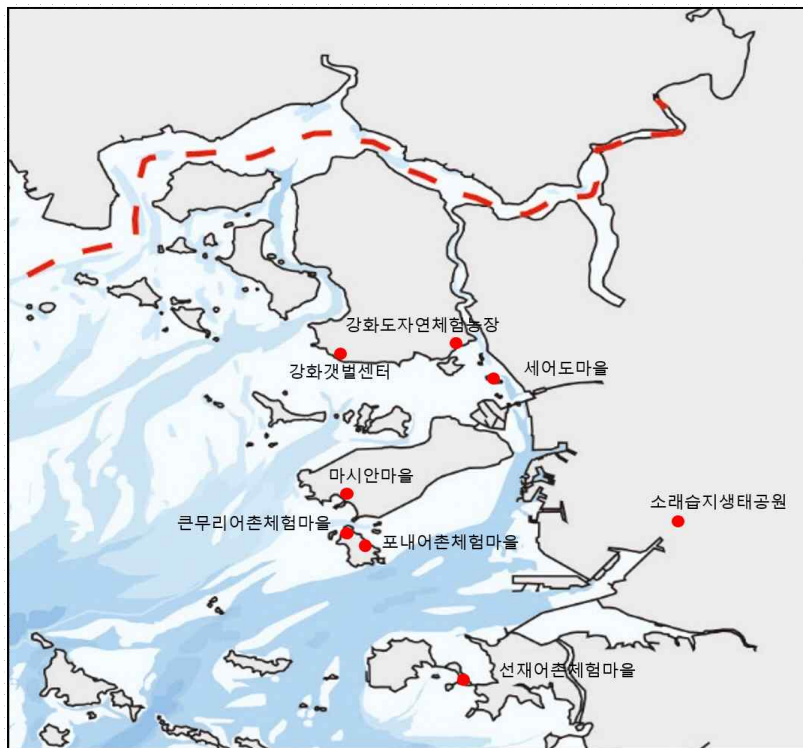 강화도자연체험농장
강화갯벌센터
세어도마을
마시안마을
소래습지생태공원
큰무리어촌체험마을
포내어촌체험마을
선재어촌체험마을